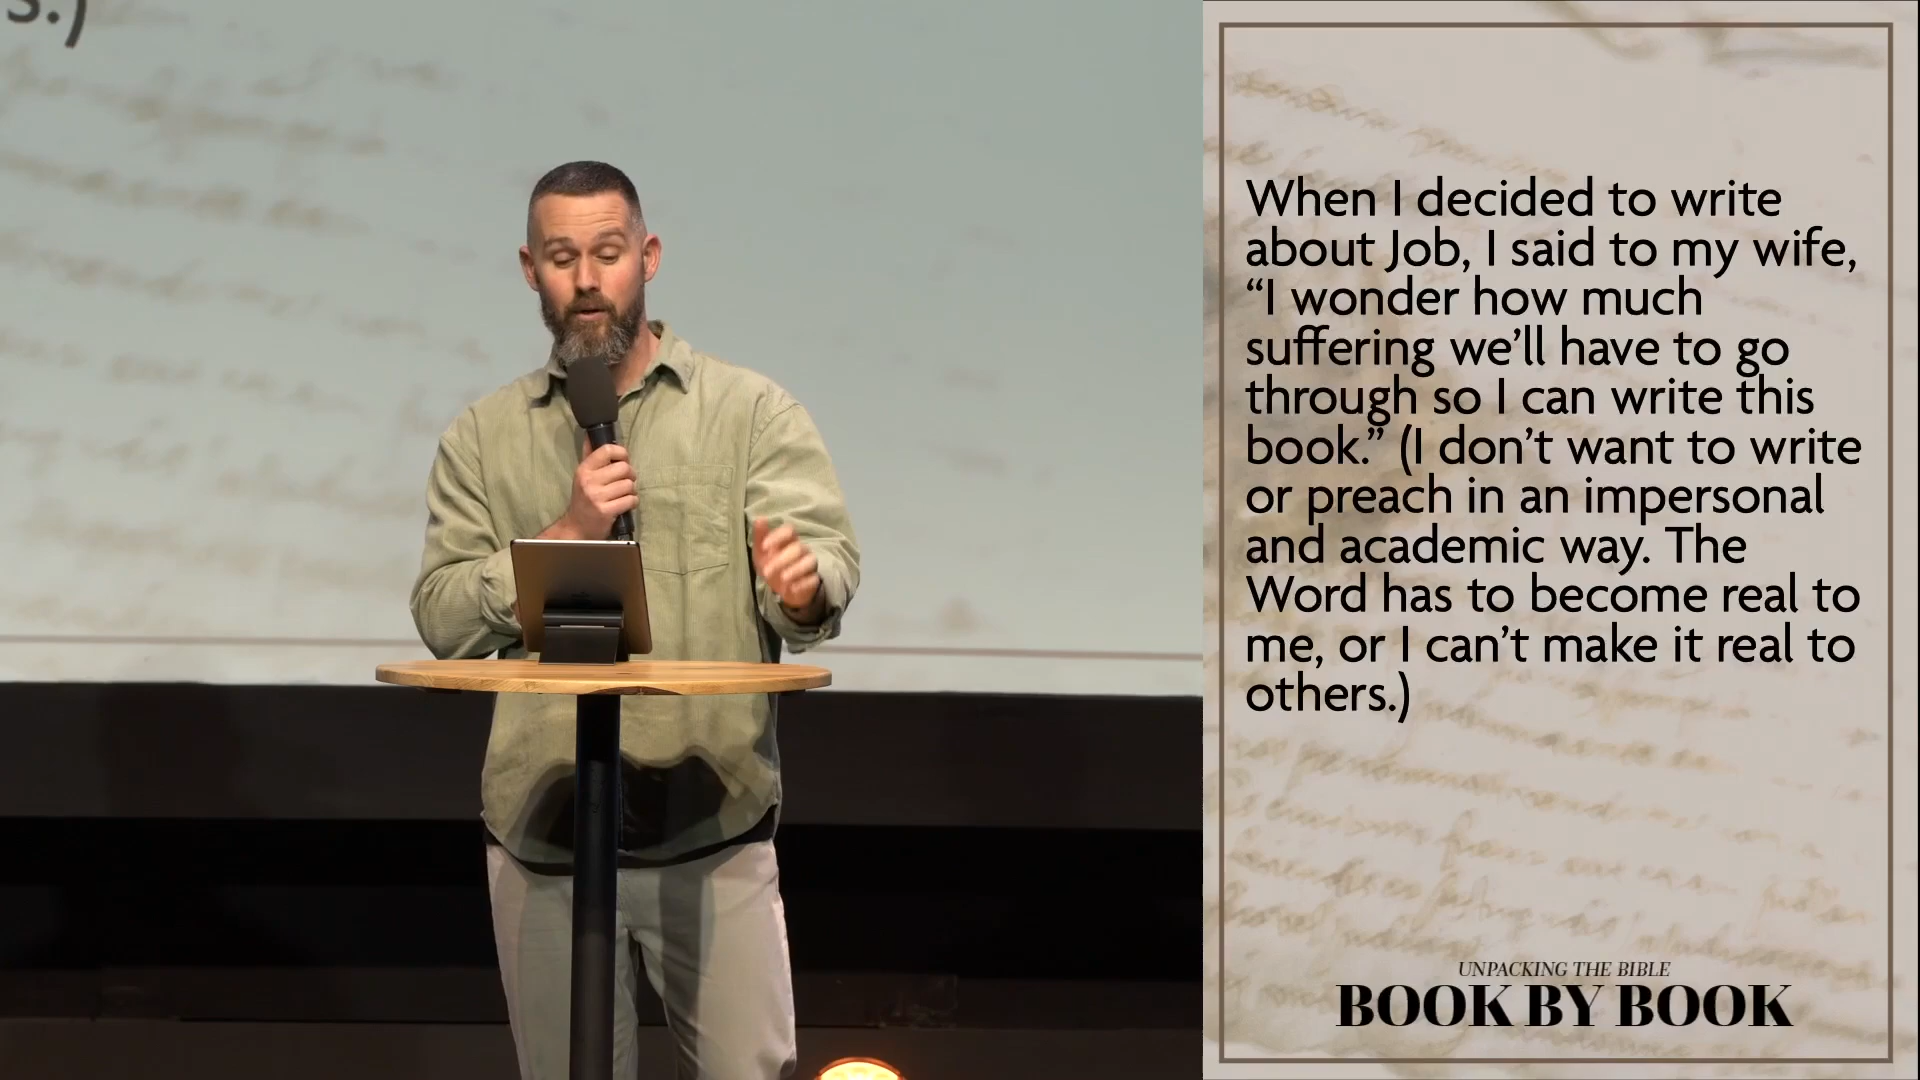 s.)
When I decided to write
about Job, I said to my wife,
“I wonder how much
suffering we’ll have to go
through so I can write this
book.” (I don’t want to write
or preach in an impersonal
and academic way. The
Word has to become real to
me, or I can’t make it real to
others.)
UNPACKING THE BIBLE
BOOK BY BOOK